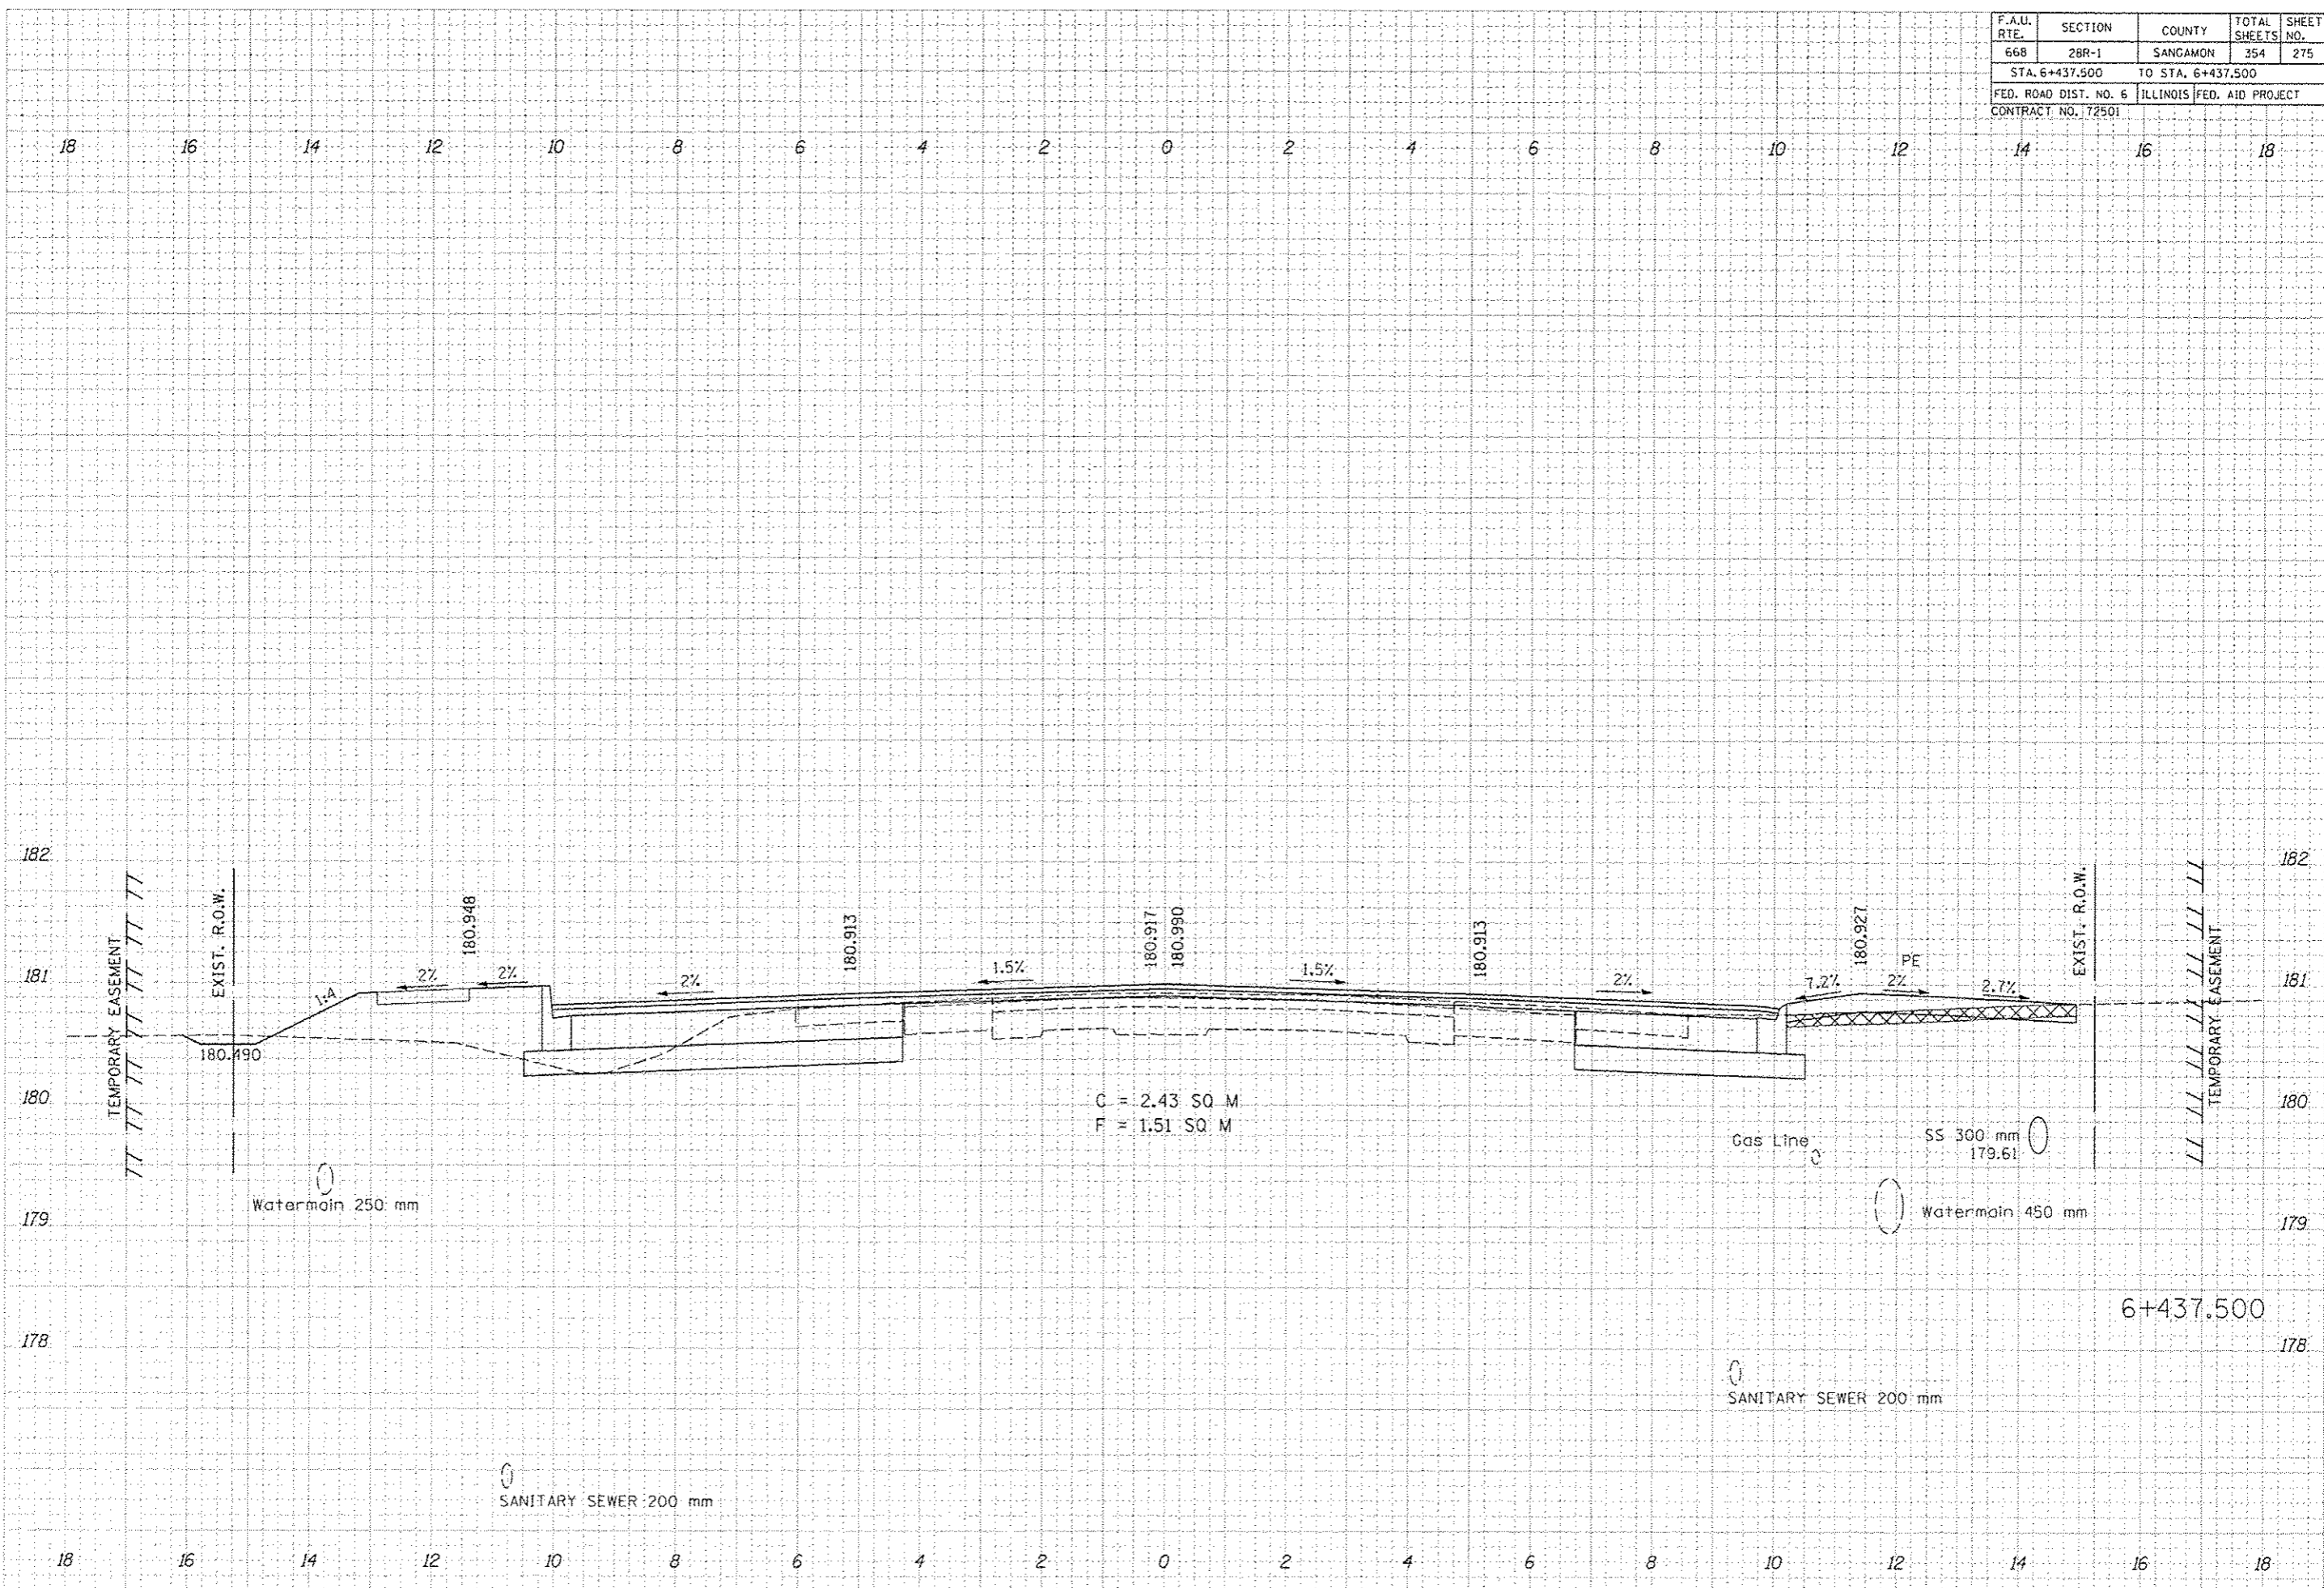 F.A.U. RTE. SECTION COUNTY TOTAL SHEETS SHEET NO.
668 28R-1 SANGAMON 354 275
STA. 6+437.500 TO STA. 6+437.500
FED. ROAD DIST. NO. 6 ILLINOIS FED. AID PROJECT
CONTRACT NO. 72501
18 16 14 12 10 8 6 4 2 0 2 4 6 8 10 12 14 16 18
182 182
TEMPORARY EASEMENT
EXIST. R.O.W.
180.948
180.913
180.917
180.990
180.913
180.927
EXIST. R.O.W.
TEMPORARY EASEMENT
181 181
1:4 2% 2% 2% 1.5% 1.5% 2% 7.2% PE 2% 2.7%
180.490
180 180
C = 2.43 SQ M
F = 1.51 SQ M
Gas Line
SS 300 mm
179.61
Watermain 250 mm
Watermain 450 mm
179 179
6+437.500
178 178
SANITARY SEWER 200 mm
SANITARY SEWER 200 mm
18 16 14 12 10 8 6 4 2 0 2 4 6 8 10 12 14 16 18